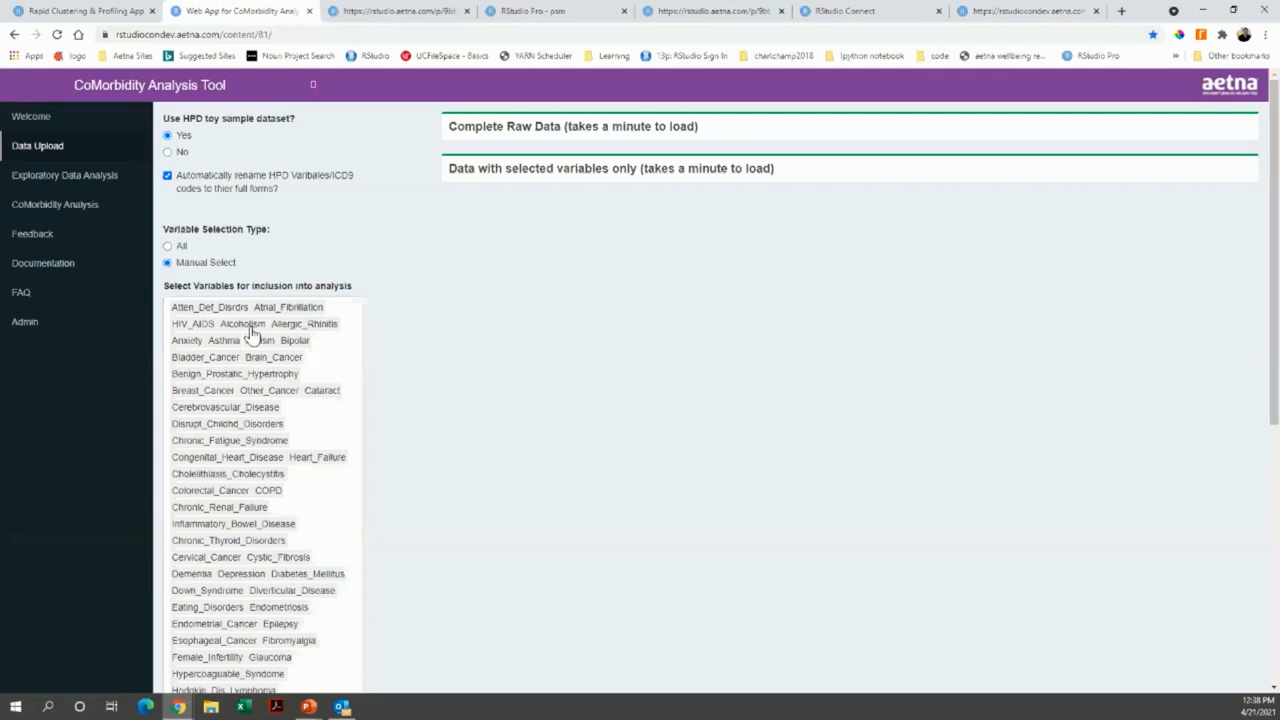 Rapid Clustering & Profiling App
Web App for CoMorbidity Analy
https://rstudio.aetna.com/p/9bl
RStudio Pro - psm
https://rstudio.aetna.com/p/9bl
RStudio Connect
https://rstudiocondev.aetna.com
rstudiocondev.aetna.com/content/81/
Apps logo Aetna Sites Suggested Sites Noun Project Search RStudio UCFileSpace - Basics YARN Scheduler Learning 13p. RStudio Sign In chartchamp2018 Ipython notebook code aetna wellbeing re... RStudio Pro » Other bookmarks
CoMorbidity Analysis Tool
aetna
Welcome
Data Upload
Exploratory Data Analysis
CoMorbidity Analysis
Feedback
Documentation
FAQ
Admin
Use HPD toy sample dataset?
Yes
No
Automatically rename HPD Varibales/ICD9
codes to thier full forms?
Variable Selection Type:
All
Manual Select
Select Variables for inclusion into analysis
Atten_Def_Disrdrs Atrial_Fibrillation
HIV_AIDS Alcoholism Allergic_Rhinitis
Anxiety Asthma Bipolar
Bladder_Cancer Brain_Cancer
Benign_Prostatic_Hypertrophy
Breast_Cancer Other_Cancer Cataract
Cerebrovascular_Disease
Disrupt_Childhd_Disorders
Chronic_Fatigue_Syndrome
Congenital_Heart_Disease Heart_Failure
Cholelithiasis_Cholecystitis
Colorectal_Cancer COPD
Chronic_Renal_Failure
Inflammatory_Bowel_Disease
Chronic_Thyroid_Disorders
Cervical_Cancer Cystic_Fibrosis
Dementia Depression Diabetes_Mellitus
Down_Syndrome Diverticular_Disease
Eating_Disorders Endometriosis
Endometrial_Cancer Epilepsy
Esophageal_Cancer Fibromyalgia
Female_Infertility Glaucoma
Hypercoaguable_Syndome
Hodgkin_Dis_Lymphoma
Complete Raw Data (takes a minute to load)
Data with selected variables only (takes a minute to load)
12:38 PM
4/21/2021